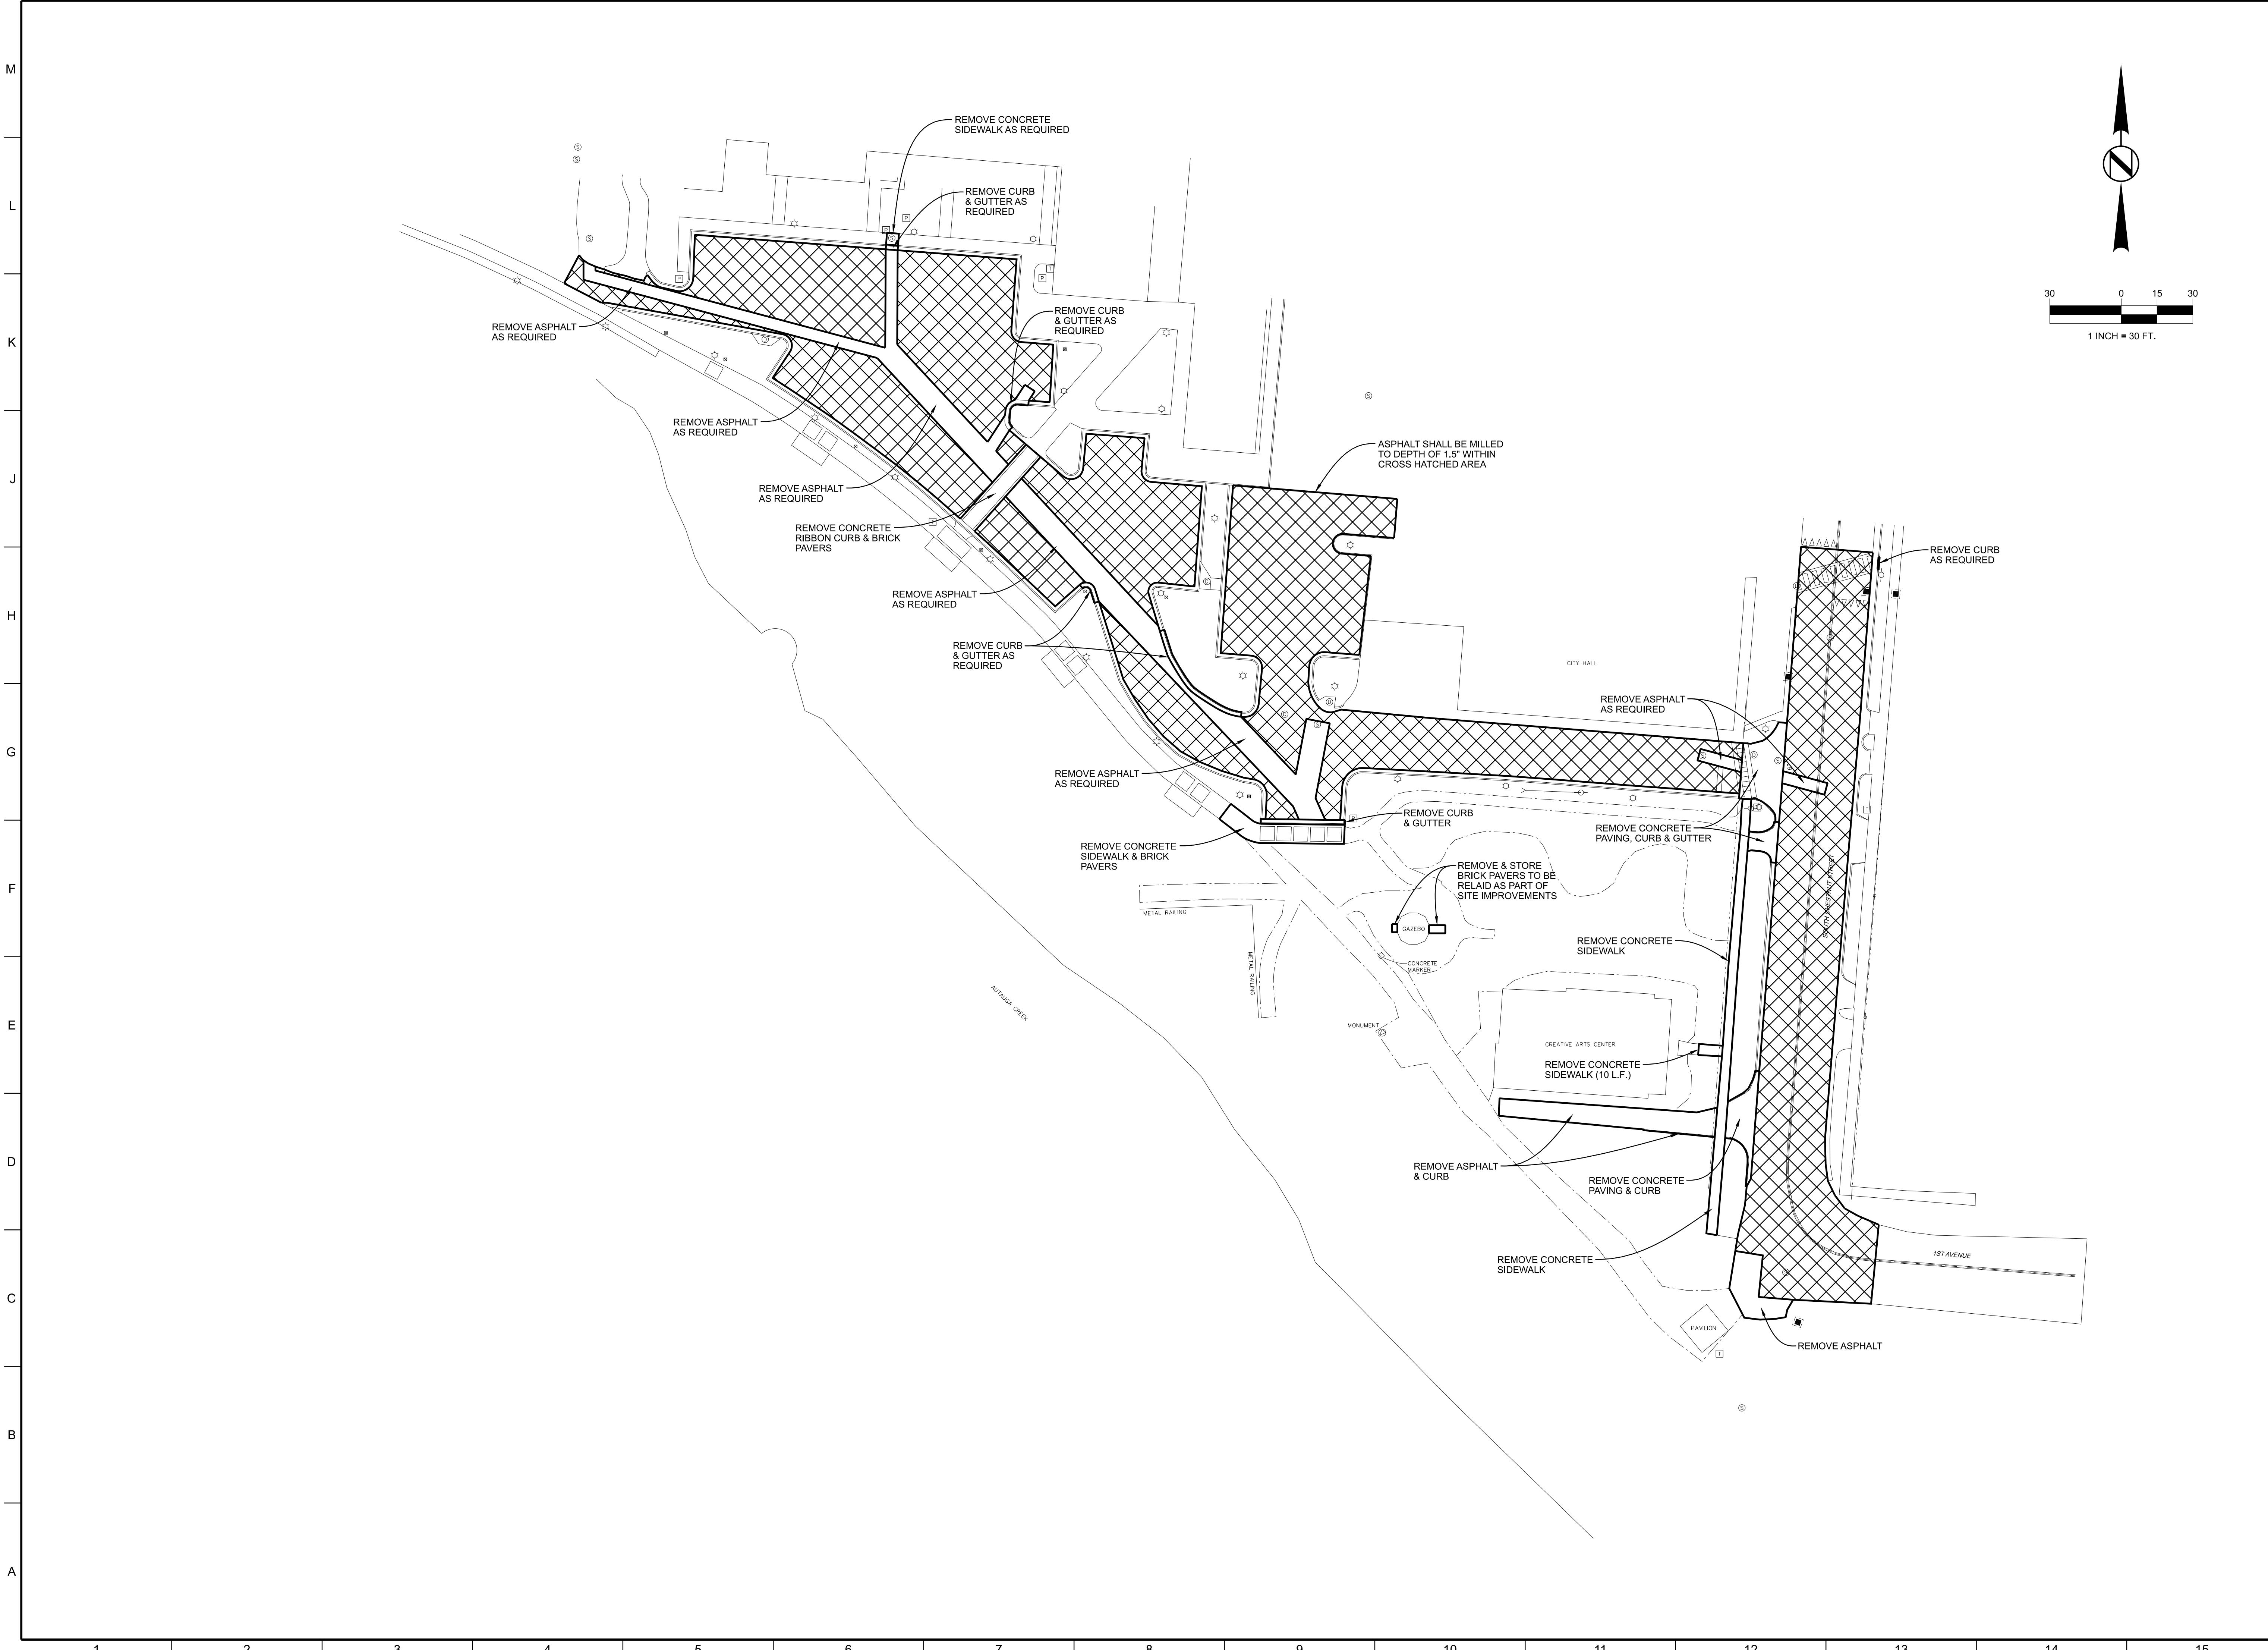 M
L
K
J
H
G
F
E
D
C
B
A
REMOVE CONCRETE
SIDEWALK AS REQUIRED
REMOVE CURB
& GUTTER AS
REQUIRED
REMOVE CURB
& GUTTER AS
REQUIRED
REMOVE ASPHALT
AS REQUIRED
REMOVE ASPHALT
AS REQUIRED
REMOVE ASPHALT
AS REQUIRED
REMOVE CONCRETE
RIBBON CURB & BRICK
PAVERS
REMOVE ASPHALT
AS REQUIRED
REMOVE CURB
& GUTTER AS
REQUIRED
REMOVE ASPHALT
AS REQUIRED
REMOVE CONCRETE
SIDEWALK & BRICK
PAVERS
ASPHALT SHALL BE MILLED
TO DEPTH OF 1.5" WITHIN
CROSS HATCHED AREA
N
30 0 15 30
1 INCH = 30 FT.
REMOVE CURB
AS REQUIRED
CITY HALL
REMOVE ASPHALT
AS REQUIRED
REMOVE CURB
& GUTTER
REMOVE CONCRETE
PAVING, CURB & GUTTER
REMOVE & STORE
BRICK PAVERS TO BE
RELAID AS PART OF
SITE IMPROVEMENTS
METAL RAILING
METAL RAILING
GAZEBO
CONCRETE
MARKER
MONUMENT
AUTAUGA CREEK
REMOVE CONCRETE
SIDEWALK
SOUTH CHESTNUT STREET
CREATIVE ARTS CENTER
REMOVE CONCRETE
SIDEWALK (10 L.F.)
REMOVE ASPHALT
& CURB
REMOVE CONCRETE
PAVING & CURB
REMOVE CONCRETE
SIDEWALK
1ST AVENUE
PAVILION
REMOVE ASPHALT
1 2 3 4 5 6 7 8 9 10 11 12 13 14 15